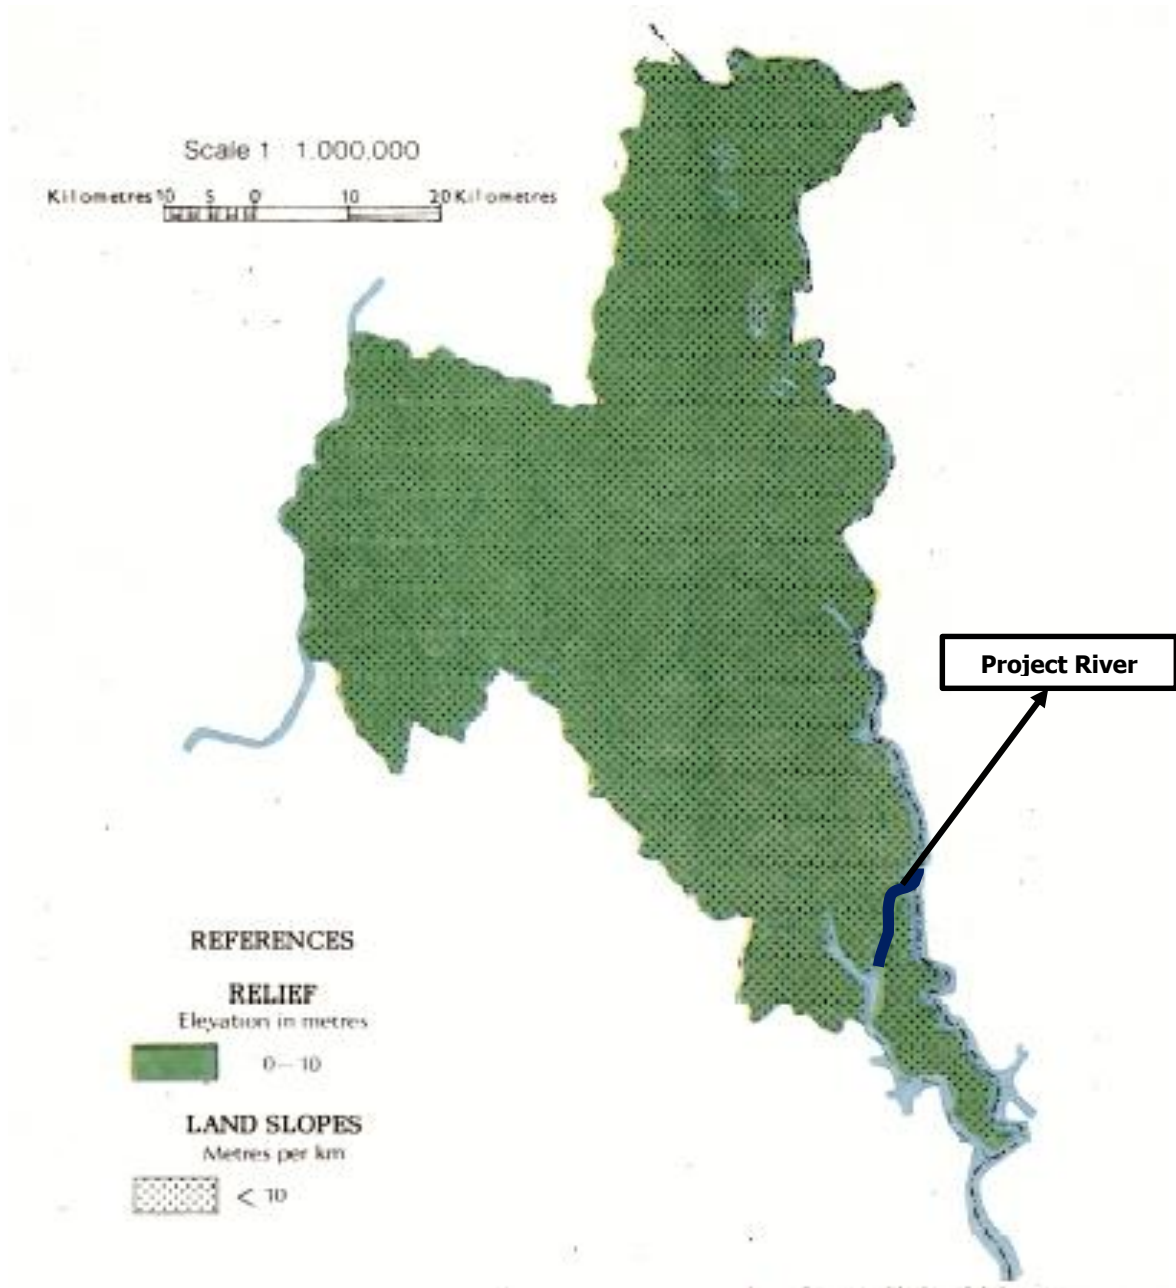 Scale 1 : 1.000.000
Kilometres 10 5 0 10 20 Kilometres
Project River
REFERENCES
RELIEF
Elevation in metres
0 – 10
LAND SLOPES
Metres per km
< 10